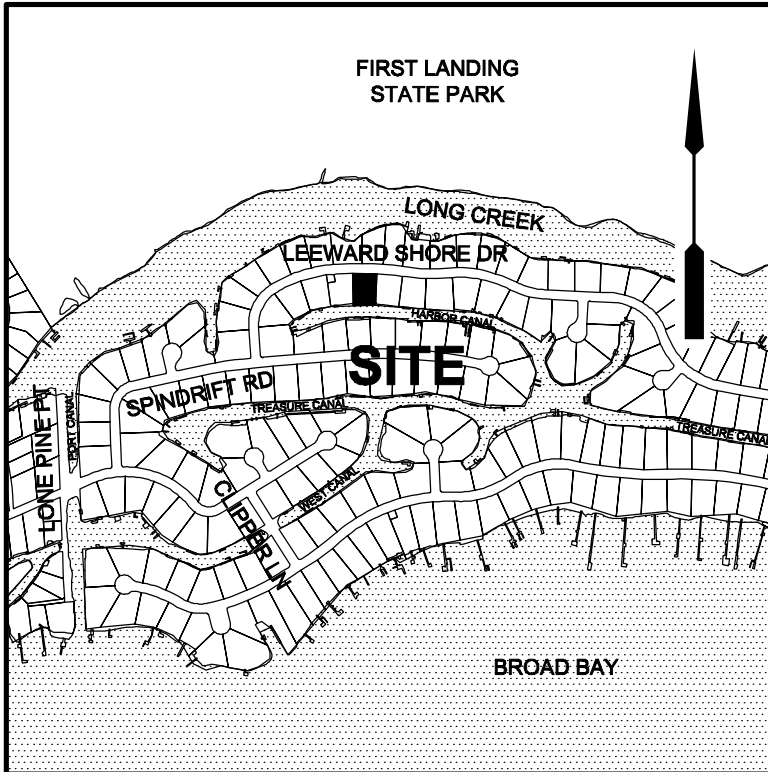 FIRST LANDING
STATE PARK
LONG CREEK
LEEWARD SHORE DR
HARBOR CANAL
SITE
SPINDRIFT RD
TREASURE CANAL
TREASURE CANAL
LONE PINE PT
PORT CANAL
CLIPPER LN
WEST CANAL
BROAD BAY